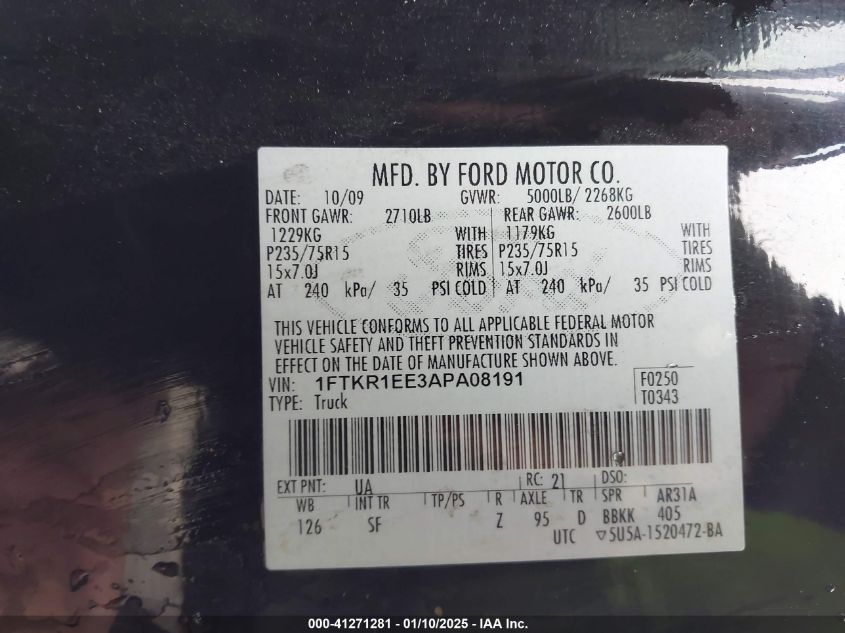 MFD. BY FORD MOTOR CO.
DATE: 10/09 GVWR: 5000LB/ 2268KG
FRONT GAWR: 2710LB REAR GAWR: 2600LB
1229KG WITH 1179KG WITH
P235/75R15 TIRES P235/75R15 TIRES
15x7.0J RIMS 15x7.0J RIMS
AT 240 kPa/ 35 PSI COLD AT 240 kPa/ 35 PSI COLD
THIS VEHICLE CONFORMS TO ALL APPLICABLE FEDERAL MOTOR
VEHICLE SAFETY AND THEFT PREVENTION STANDARDS IN
EFFECT ON THE DATE OF MANUFACTURE SHOWN ABOVE.
VIN: 1FTKR1EE3APA08191 F0250
TYPE: Truck T0343
EXT PNT: UA RC: 21 DSO:
WB INT TR TP/PS R AXLE TR SPR AR31A
126 SF Z 95 D BBKK 405
UTC ▽5U5A-1520472-BA
000-41271281 - 01/10/2025 - IAA Inc.